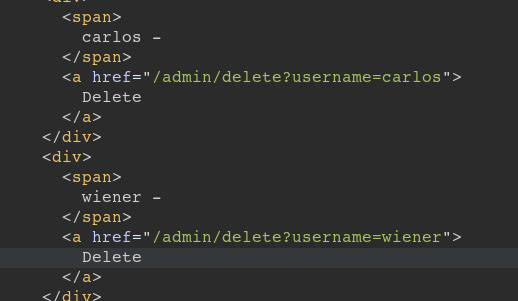 <div>
<span>
carlos -
</span>
<a href="/admin/delete?username=carlos">
Delete
</a>
</div>
<div>
<span>
wiener -
</span>
<a href="/admin/delete?username=wiener">
Delete
</a>
</div>